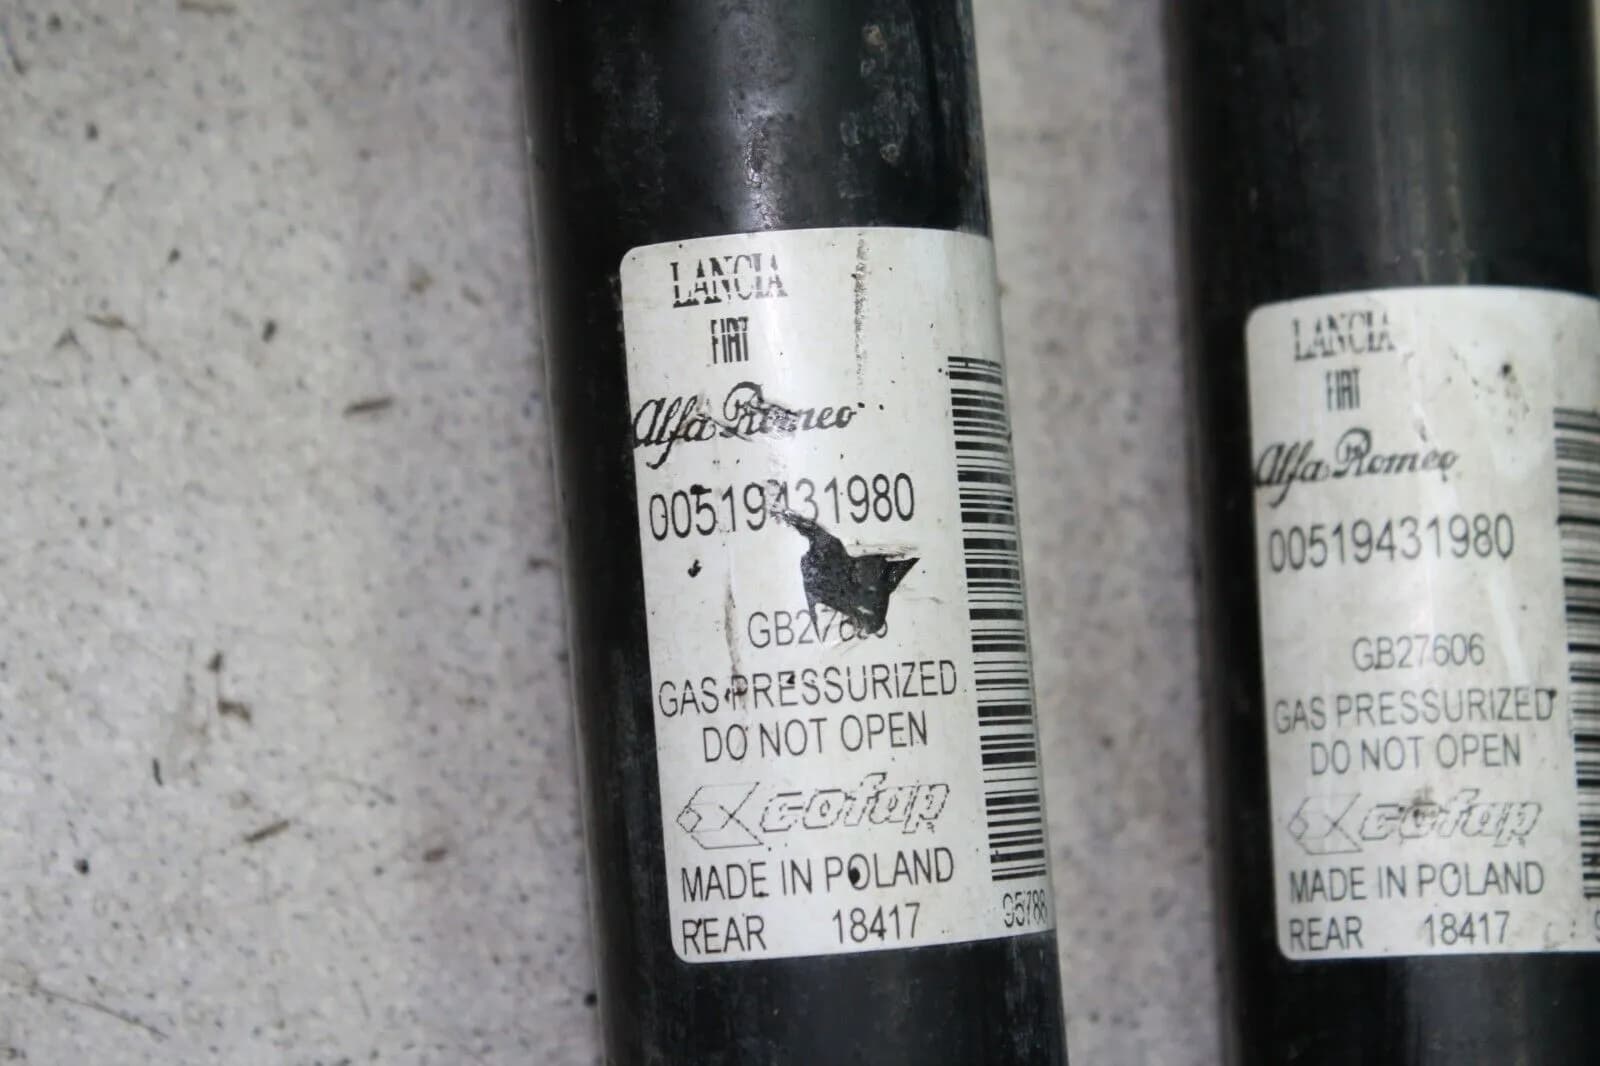 LANCIA
FIAT
Alfa Romeo
00519431980
GAS PRESSURIZED
DO NOT OPEN
cofap
MADE IN POLAND
REAR 18417
95788
LANCIA
FIAT
Alfa Romeo
00519431980
GB27606
GAS PRESSURIZED
DO NOT OPEN
cofap
MADE IN POLAND
REAR 18417